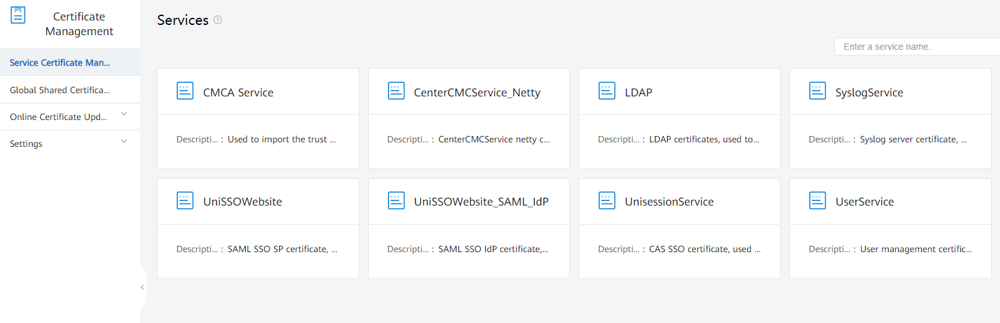 Certificate
Management
Service Certificate Man...
Global Shared Certifica...
Online Certificate Upd...
Settings
Services ?
Enter a service name.
CMCA Service
Descripti... : Used to import the trust ...
CenterCMCService_Netty
Descripti... : CenterCMCService netty c...
LDAP
Descripti... : LDAP certificates, used to...
SyslogService
Descripti... : Syslog server certificate, ...
UniSSOWebsite
Descripti... : SAML SSO SP certificate, ...
UniSSOWebsite_SAML_IdP
Descripti... : SAML SSO IdP certificate,...
UnisessionService
Descripti... : CAS SSO certificate, used ...
UserService
Descripti... : User management certific...